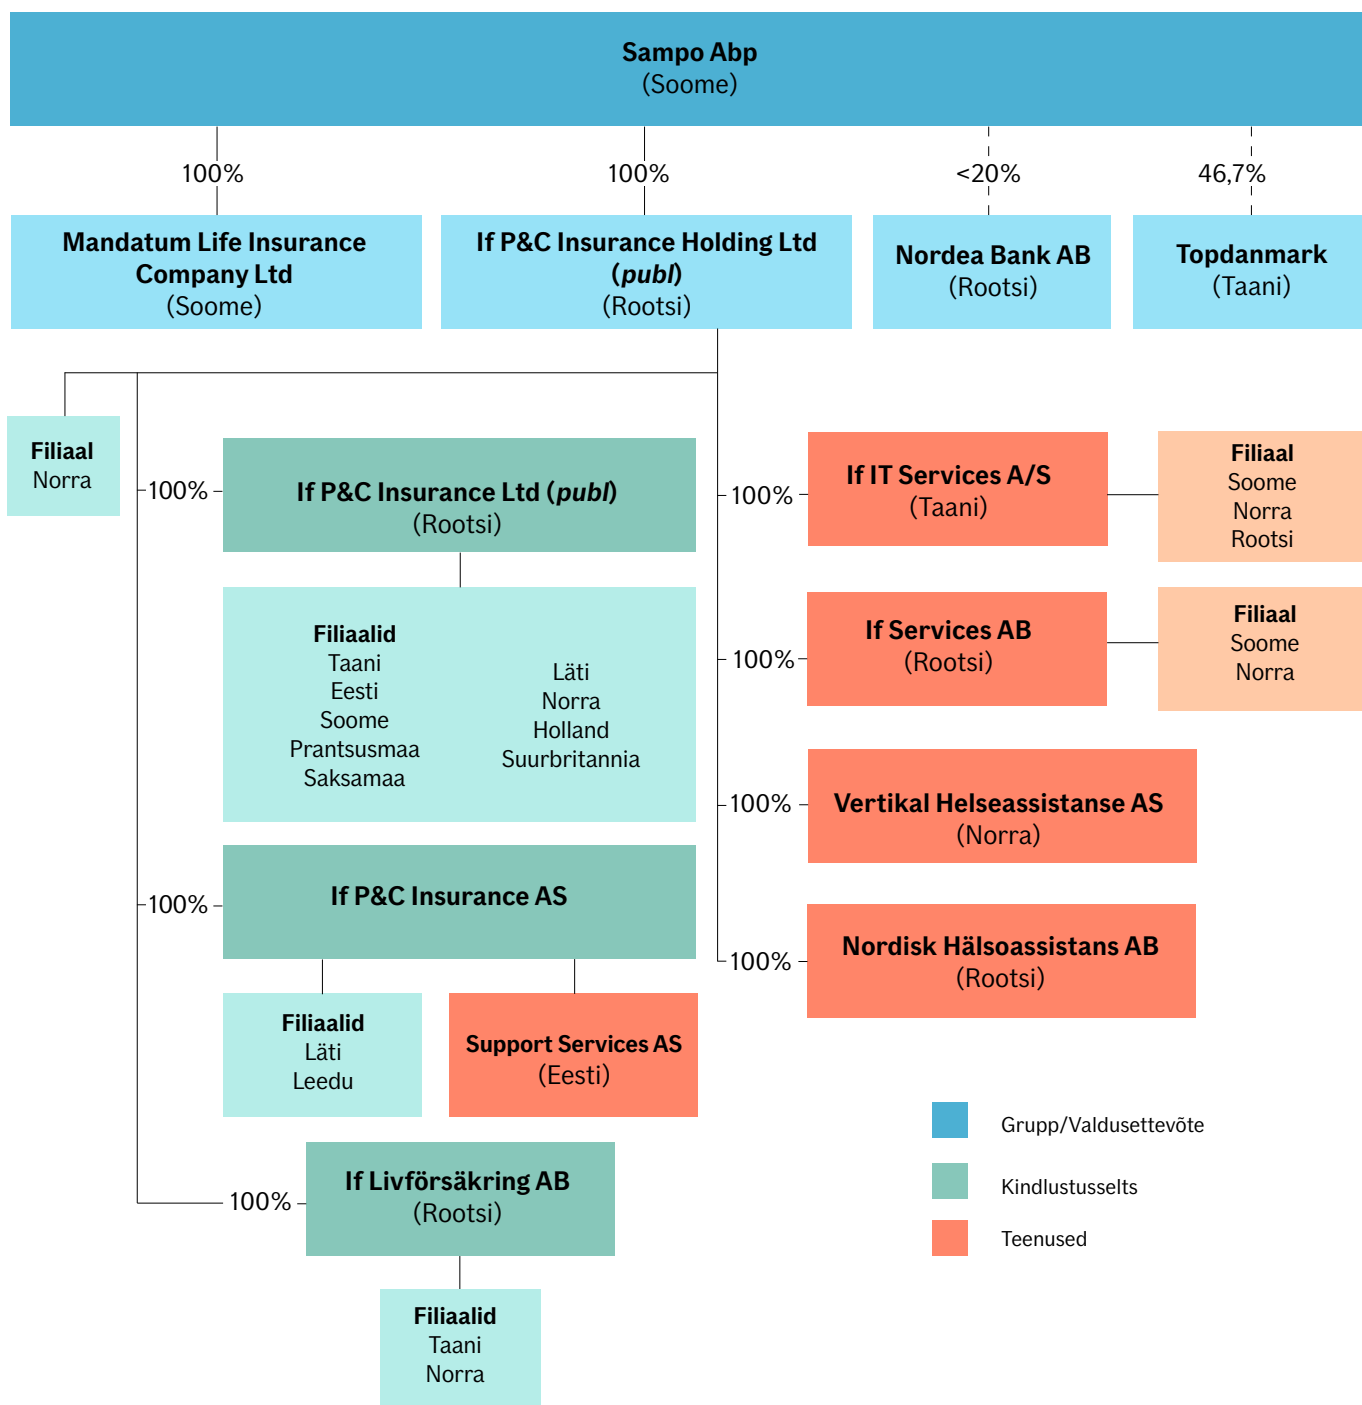 Sampo Abp
(Soome)
100%
100%
<20%
46,7%
Mandatum Life Insurance
Company Ltd
(Soome)
If P&C Insurance Holding Ltd
(publ)
(Rootsi)
Nordea Bank AB
(Rootsi)
Topdanmark
(Taani)
Filiaal
Norra
100%
If P&C Insurance Ltd (publ)
(Rootsi)
Filiaalid
Taani
Eesti
Soome
Prantsusmaa
Saksamaa
Läti
Norra
Holland
Suurbritannia
100%
If P&C Insurance AS
Filiaalid
Läti
Leedu
Support Services AS
(Eesti)
100%
If Livförsäkring AB
(Rootsi)
Filiaalid
Taani
Norra
100%
If IT Services A/S
(Taani)
Filiaal
Soome
Norra
Rootsi
100%
If Services AB
(Rootsi)
Filiaal
Soome
Norra
100%
Vertikal Helseassistanse AS
(Norra)
100%
Nordisk Hälsoassistans AB
(Rootsi)
Grupp/Valdusettevõte
Kindlustusselts
Teenused